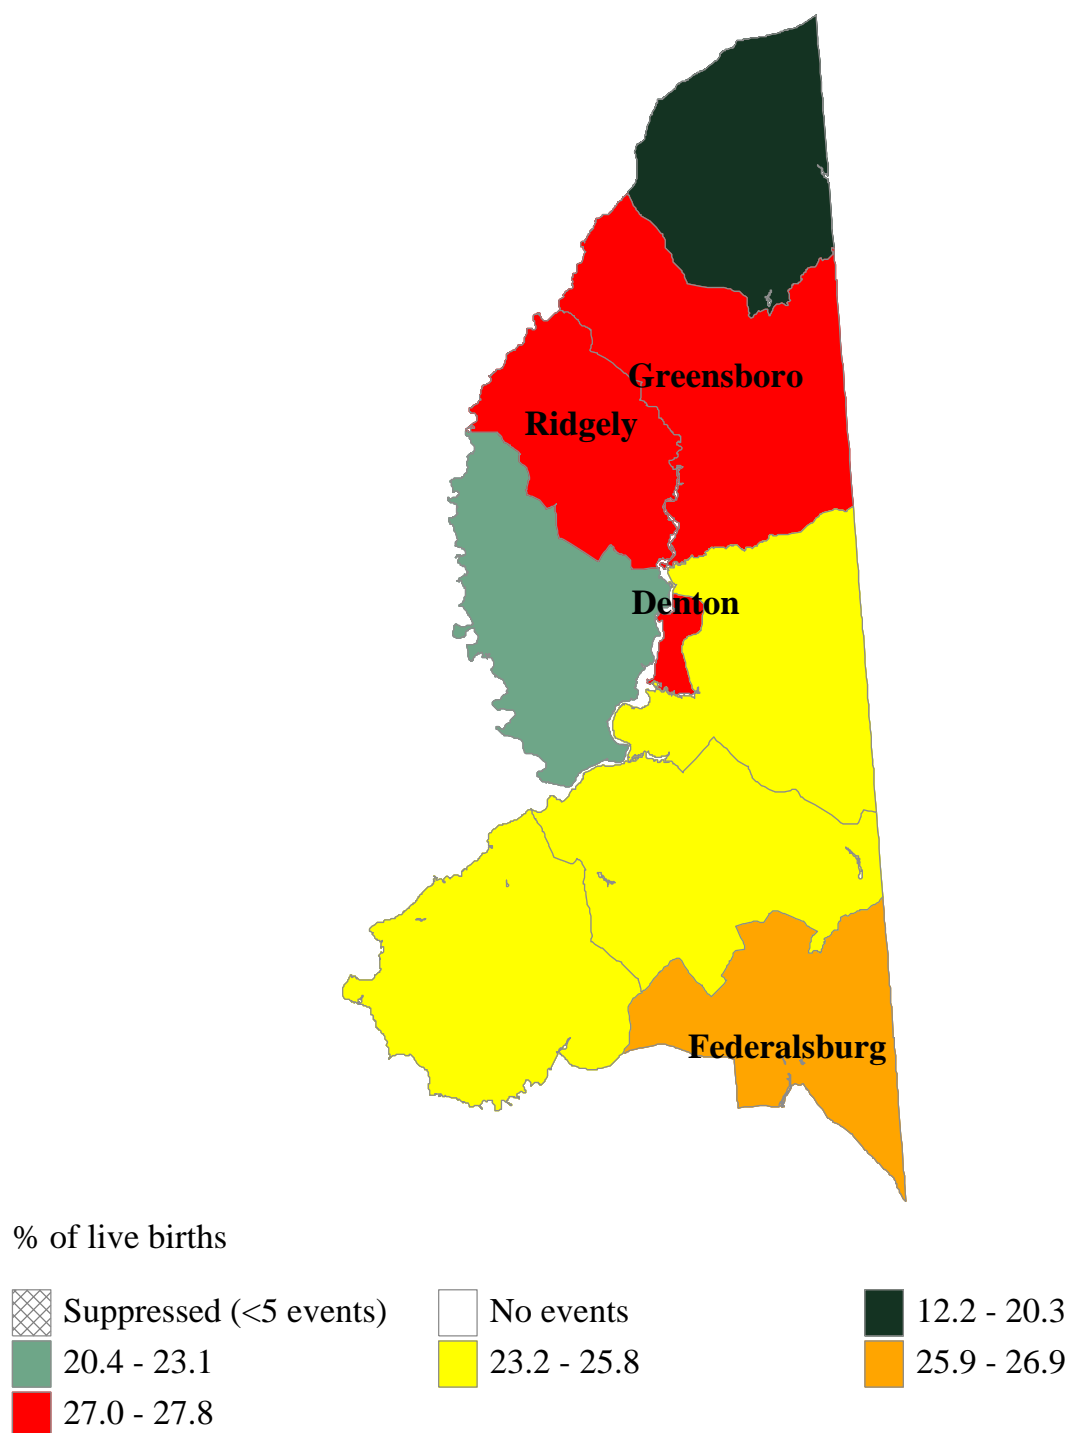 Greensboro
Ridgely
Denton
Federalsburg
% of live births
Suppressed (<5 events)
No events
12.2 - 20.3
20.4 - 23.1
23.2 - 25.8
25.9 - 26.9
27.0 - 27.8